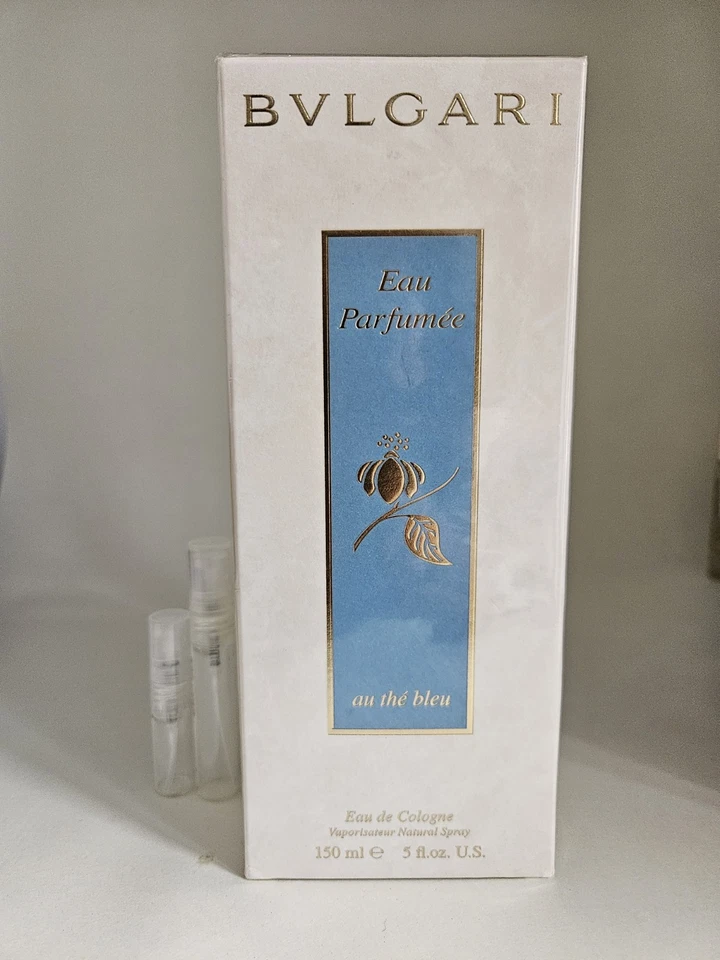 BVLGARI
Eau
Parfumée
au thé bleu
Eau de Cologne
Vaporisateur Natural Spray
150 ml ℮ 5 fl.oz. U.S.